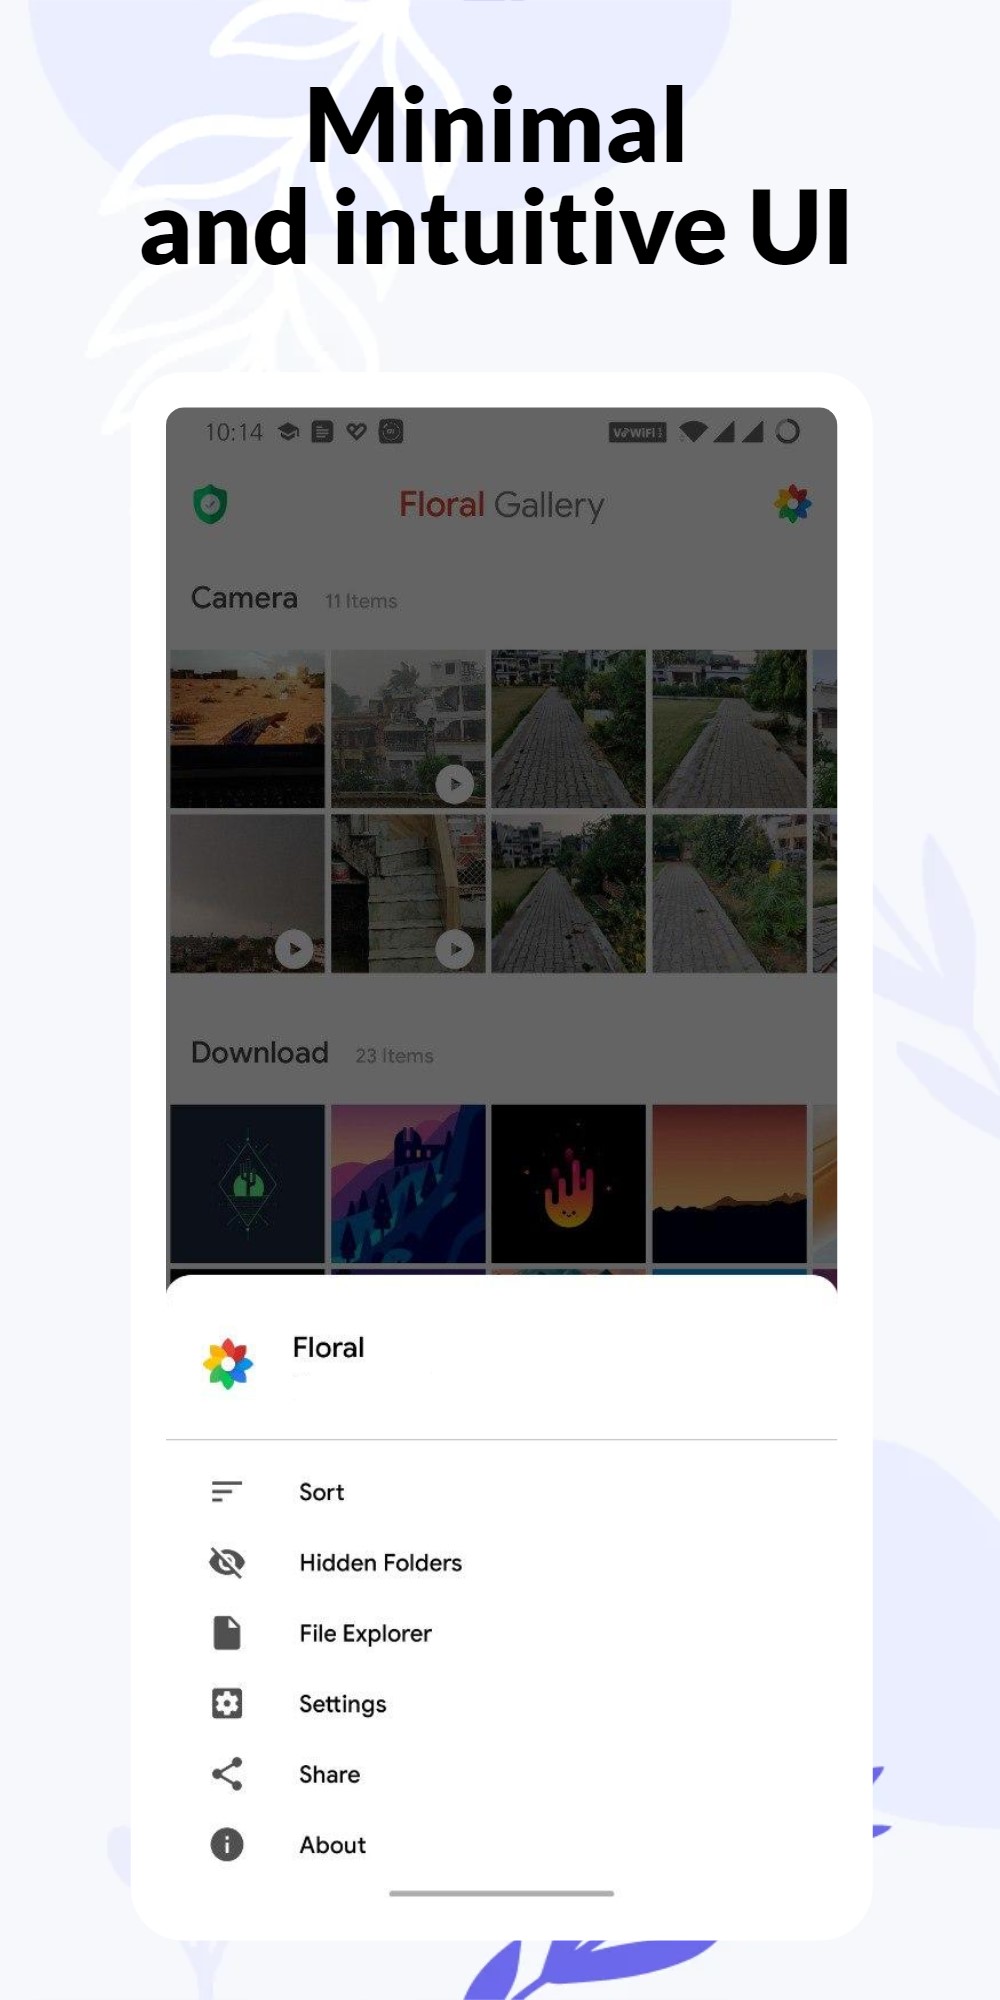 Minimal
and intuitive UI
10:14
Floral Gallery
Camera 11 Items
Download 23 Items
Floral
Sort
Hidden Folders
File Explorer
Settings
Share
About